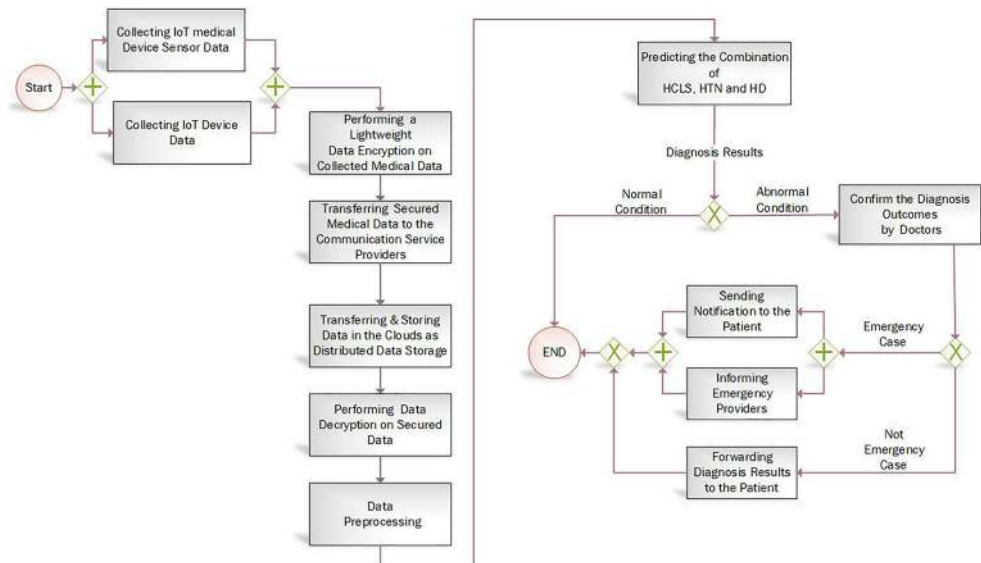 Start
Collecting IoT medical
Device Sensor Data
Collecting IoT Device
Data
Performing a
Lightweight
Data Encryption on
Collected Medical Data
Transferring Secured
Medical Data to the
Communication Service
Providers
Transferring & Storing
Data in the Clouds as
Distributed Data Storage
Performing Data
Decryption on Secured
Data
Data
Preprocessing
Predicting the Combination
of
HCLS, HTN and HD
Diagnosis Results
Normal
Condition
Abnormal
Condition
Confirm the Diagnosis
Outcomes
by Doctors
Emergency
Case
Sending
Notification to the
Patient
Informing
Emergency
Providers
END
Not
Emergency
Case
Forwarding
Diagnosis Results
to the Patient